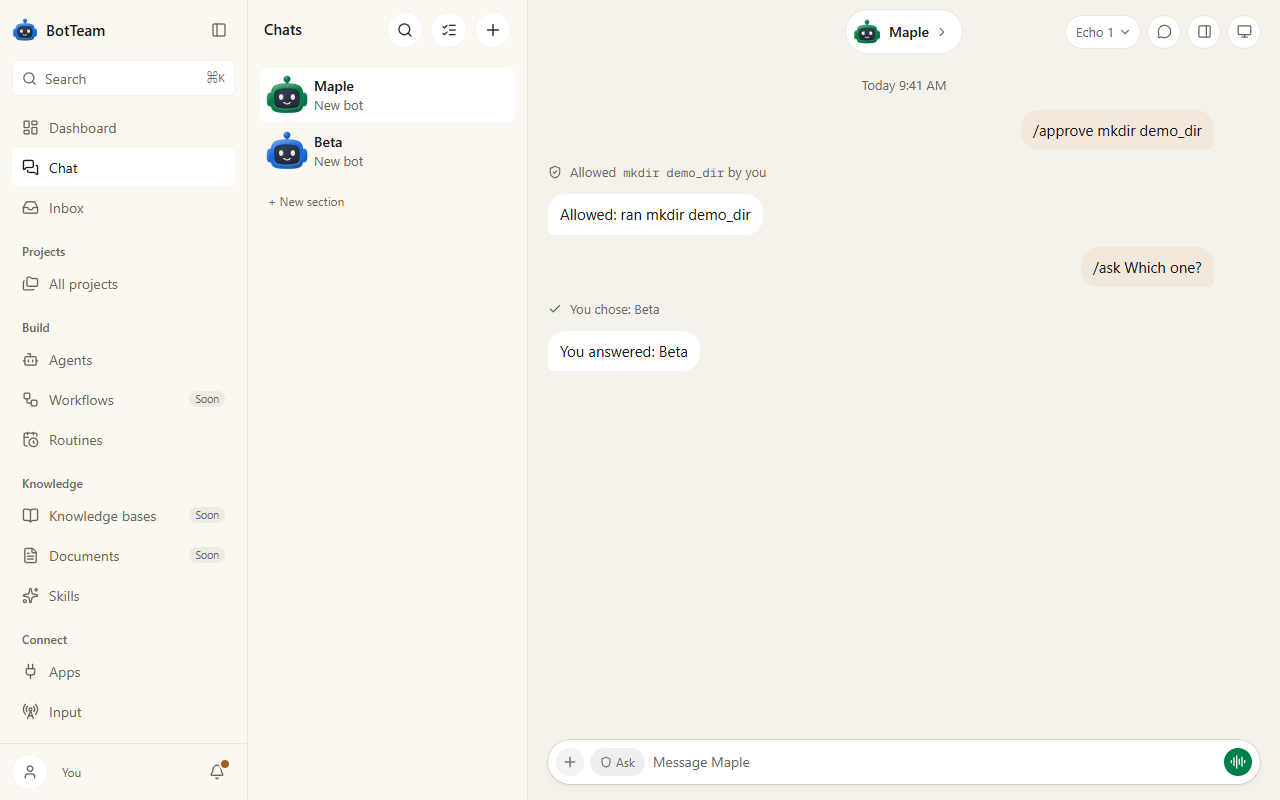 BotTeam
Search ⌘K
Dashboard
Chat
Inbox
Projects
All projects
Build
Agents
Workflows Soon
Routines
Knowledge
Knowledge bases Soon
Documents Soon
Skills
Connect
Apps
Input
You
Chats
Maple
New bot
Beta
New bot
+ New section
Maple
Echo 1
Today 9:41 AM
/approve mkdir demo_dir
Allowed mkdir demo_dir by you
Allowed: ran mkdir demo_dir
/ask Which one?
You chose: Beta
You answered: Beta
Ask Message Maple